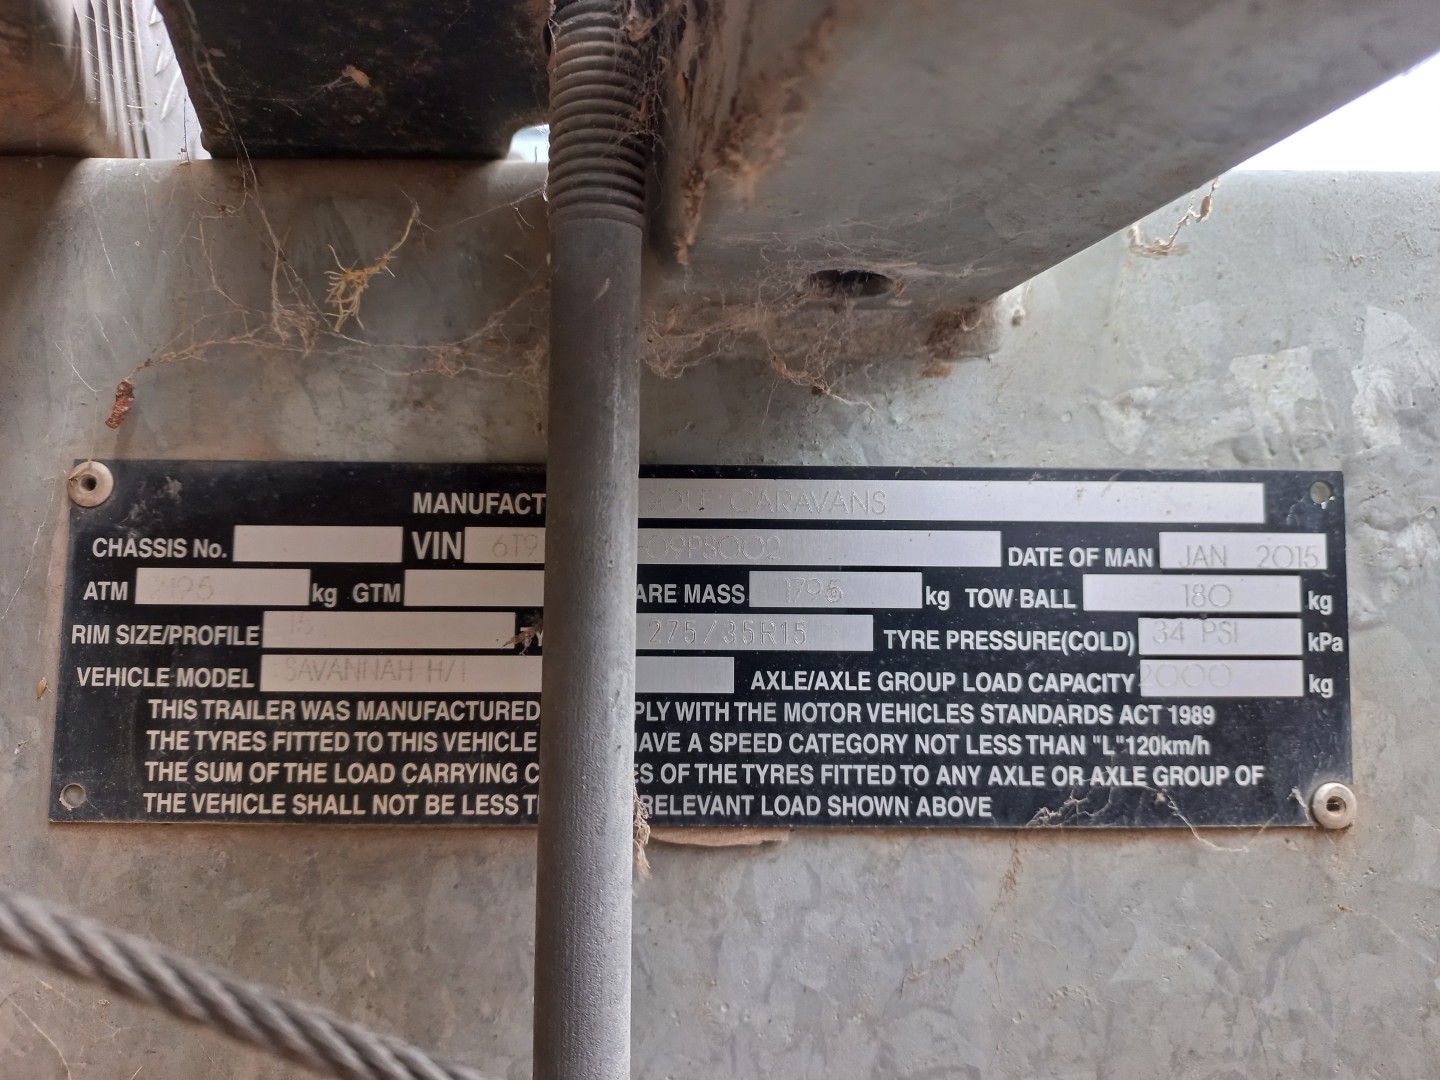 MANUFACT CARAVANS
CHASSIS No. VIN 6T9 09P8002 DATE OF MAN JAN 2015
ATM kg GTM ARE MASS 1795 kg TOW BALL 180 kg
RIM SIZE/PROFILE 15 TY 275/35R15 TYRE PRESSURE(COLD) 34 PSI kPa
VEHICLE MODEL SAVANNAH H/T AXLE/AXLE GROUP LOAD CAPACITY 2000 kg
THIS TRAILER WAS MANUFACTURED PLY WITH THE MOTOR VEHICLES STANDARDS ACT 1989
THE TYRES FITTED TO THIS VEHICLE HAVE A SPEED CATEGORY NOT LESS THAN "L"120km/h
THE SUM OF THE LOAD CARRYING C ES OF THE TYRES FITTED TO ANY AXLE OR AXLE GROUP OF
THE VEHICLE SHALL NOT BE LESS T RELEVANT LOAD SHOWN ABOVE